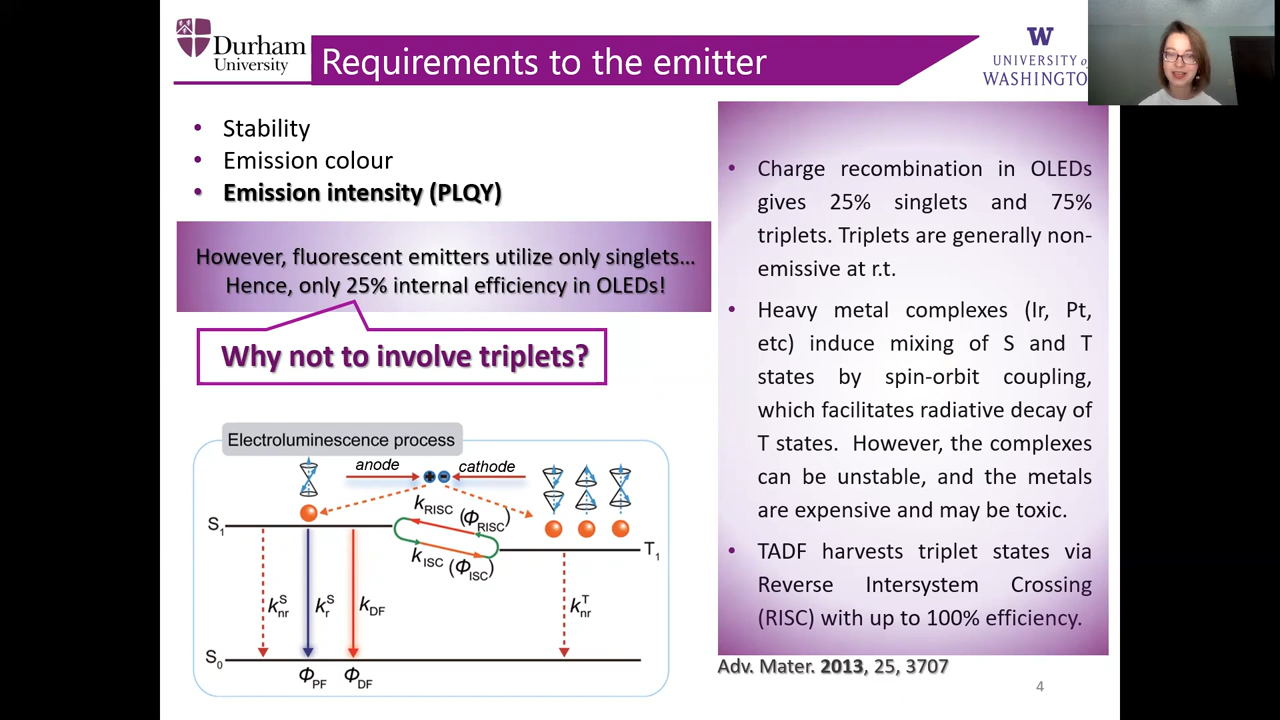 Durham
University
Requirements to the emitter
W
UNIVERSITY of
WASHINGTO
• Stability
• Emission colour
• Emission intensity (PLQY)
However, fluorescent emitters utilize only singlets…
Hence, only 25% internal efficiency in OLEDs!
Why not to involve triplets?
Electroluminescence process
anode
+ -
cathode
kRISC (ΦRISC)
S1
T1
kISC (ΦISC)
kSnr
kSr
kDF
kTnr
S0
ΦPF
ΦDF
• Charge recombination in OLEDs
gives 25% singlets and 75%
triplets. Triplets are generally non-
emissive at r.t.
• Heavy metal complexes (Ir, Pt,
etc) induce mixing of S and T
states by spin-orbit coupling,
which facilitates radiative decay of
T states. However, the complexes
can be unstable, and the metals
are expensive and may be toxic.
• TADF harvests triplet states via
Reverse Intersystem Crossing
(RISC) with up to 100% efficiency.
Adv. Mater. 2013, 25, 3707
4